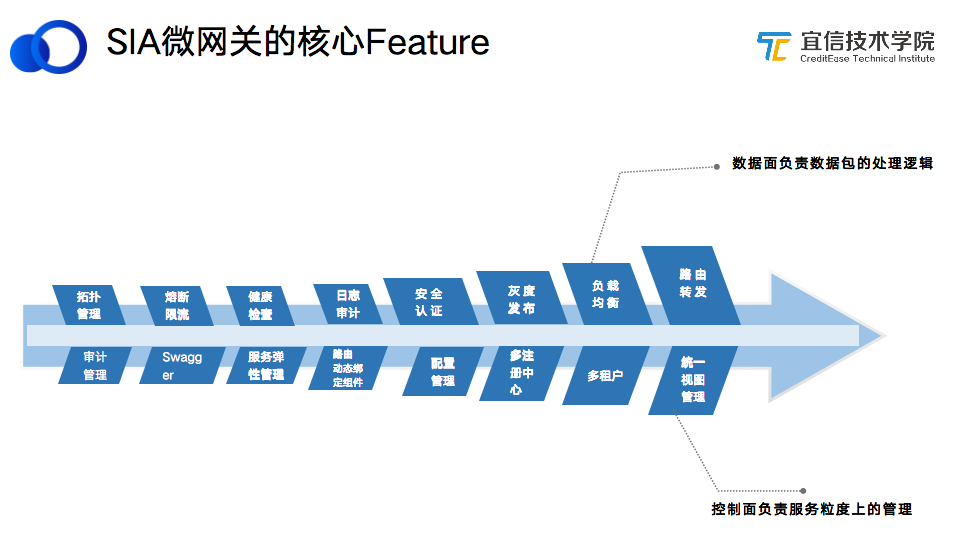 SIA微网关的核心Feature
宜信技术学院
CreditEase Technical Institute
数据面负责数据包的处理逻辑
拓扑
管理
熔断
限流
健康
检查
日志
审计
安全
认证
灰度
发布
负载
均衡
路由
转发
审计
管理
Swagg
er
服务弹
性管理
路由
动态绑
定组件
配置
管理
多注
册中
心
多租户
统一
视图
管理
控制面负责服务粒度上的管理